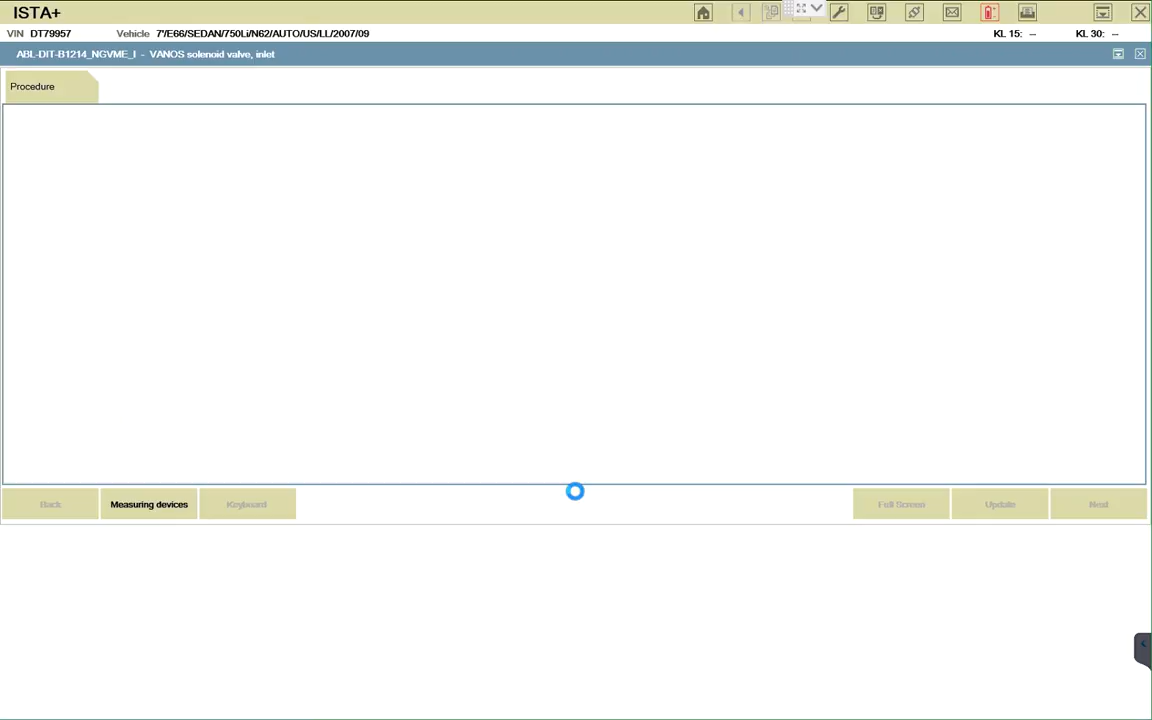 ISTA+
VIN DT79957 Vehicle 7"/E66/SEDAN/750Li/N62/AUTO/US/LL/2007/09 KL 15: -- KL 30: --
ABL-DIT-B1214_NGVME_I - VANOS solenoid valve, inlet
Procedure
Back Measuring devices Keyboard Full Screen Update Next